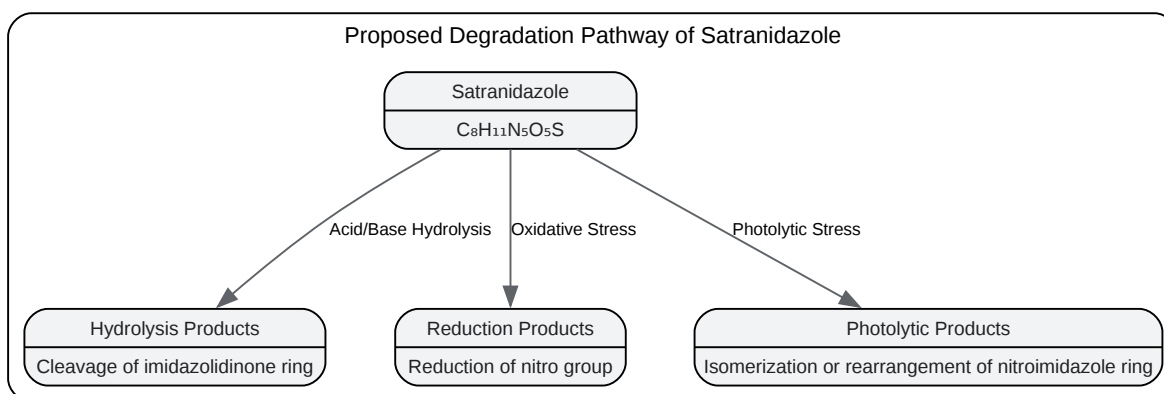 Proposed Degradation Pathway of Satranidazole
Satranidazole
C₈H₁₁N₅O₅S
Acid/Base Hydrolysis
Oxidative Stress
Photolytic Stress
Hydrolysis Products
Cleavage of imidazolidinone ring
Reduction Products
Reduction of nitro group
Photolytic Products
Isomerization or rearrangement of nitroimidazole ring